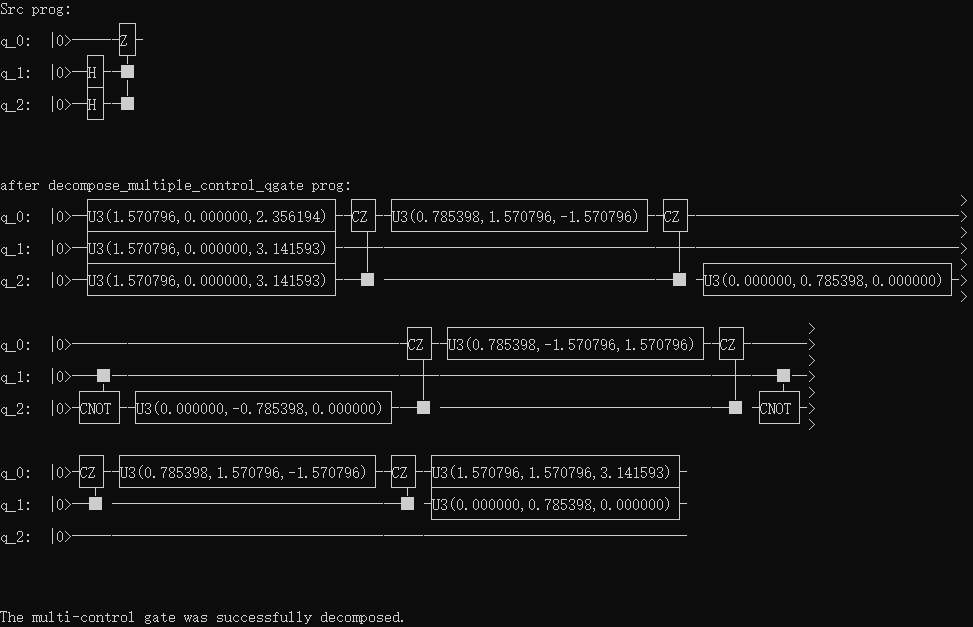 Src prog:
q_0: |0> Z
q_1: |0> H
q_2: |0> H
after decompose_multiple_control_qgate prog:
q_0: |0> U3(1.570796,0.000000,2.356194) CZ U3(0.785398,1.570796,-1.570796) CZ >
q_1: |0> U3(1.570796,0.000000,3.141593) >
q_2: |0> U3(1.570796,0.000000,3.141593) U3(0.000000,0.785398,0.000000) >
q_0: |0> CZ U3(0.785398,-1.570796,1.570796) CZ >
q_1: |0> >
q_2: |0> CNOT U3(0.000000,-0.785398,0.000000) CNOT >
q_0: |0> CZ U3(0.785398,1.570796,-1.570796) CZ U3(1.570796,1.570796,3.141593)
q_1: |0> U3(0.000000,0.785398,0.000000)
q_2: |0>
The multi-control gate was successfully decomposed.